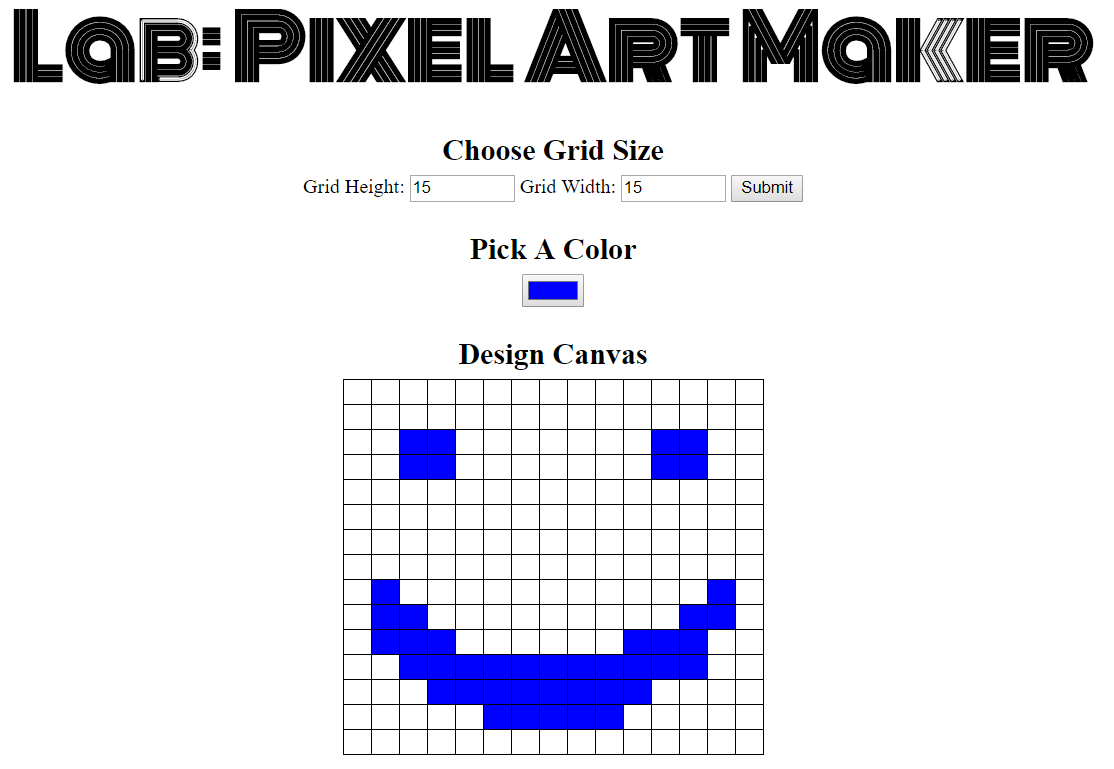 Lab: Pixel Art Maker
Choose Grid Size
Grid Height: 15 Grid Width: 15 Submit
Pick A Color
Design Canvas